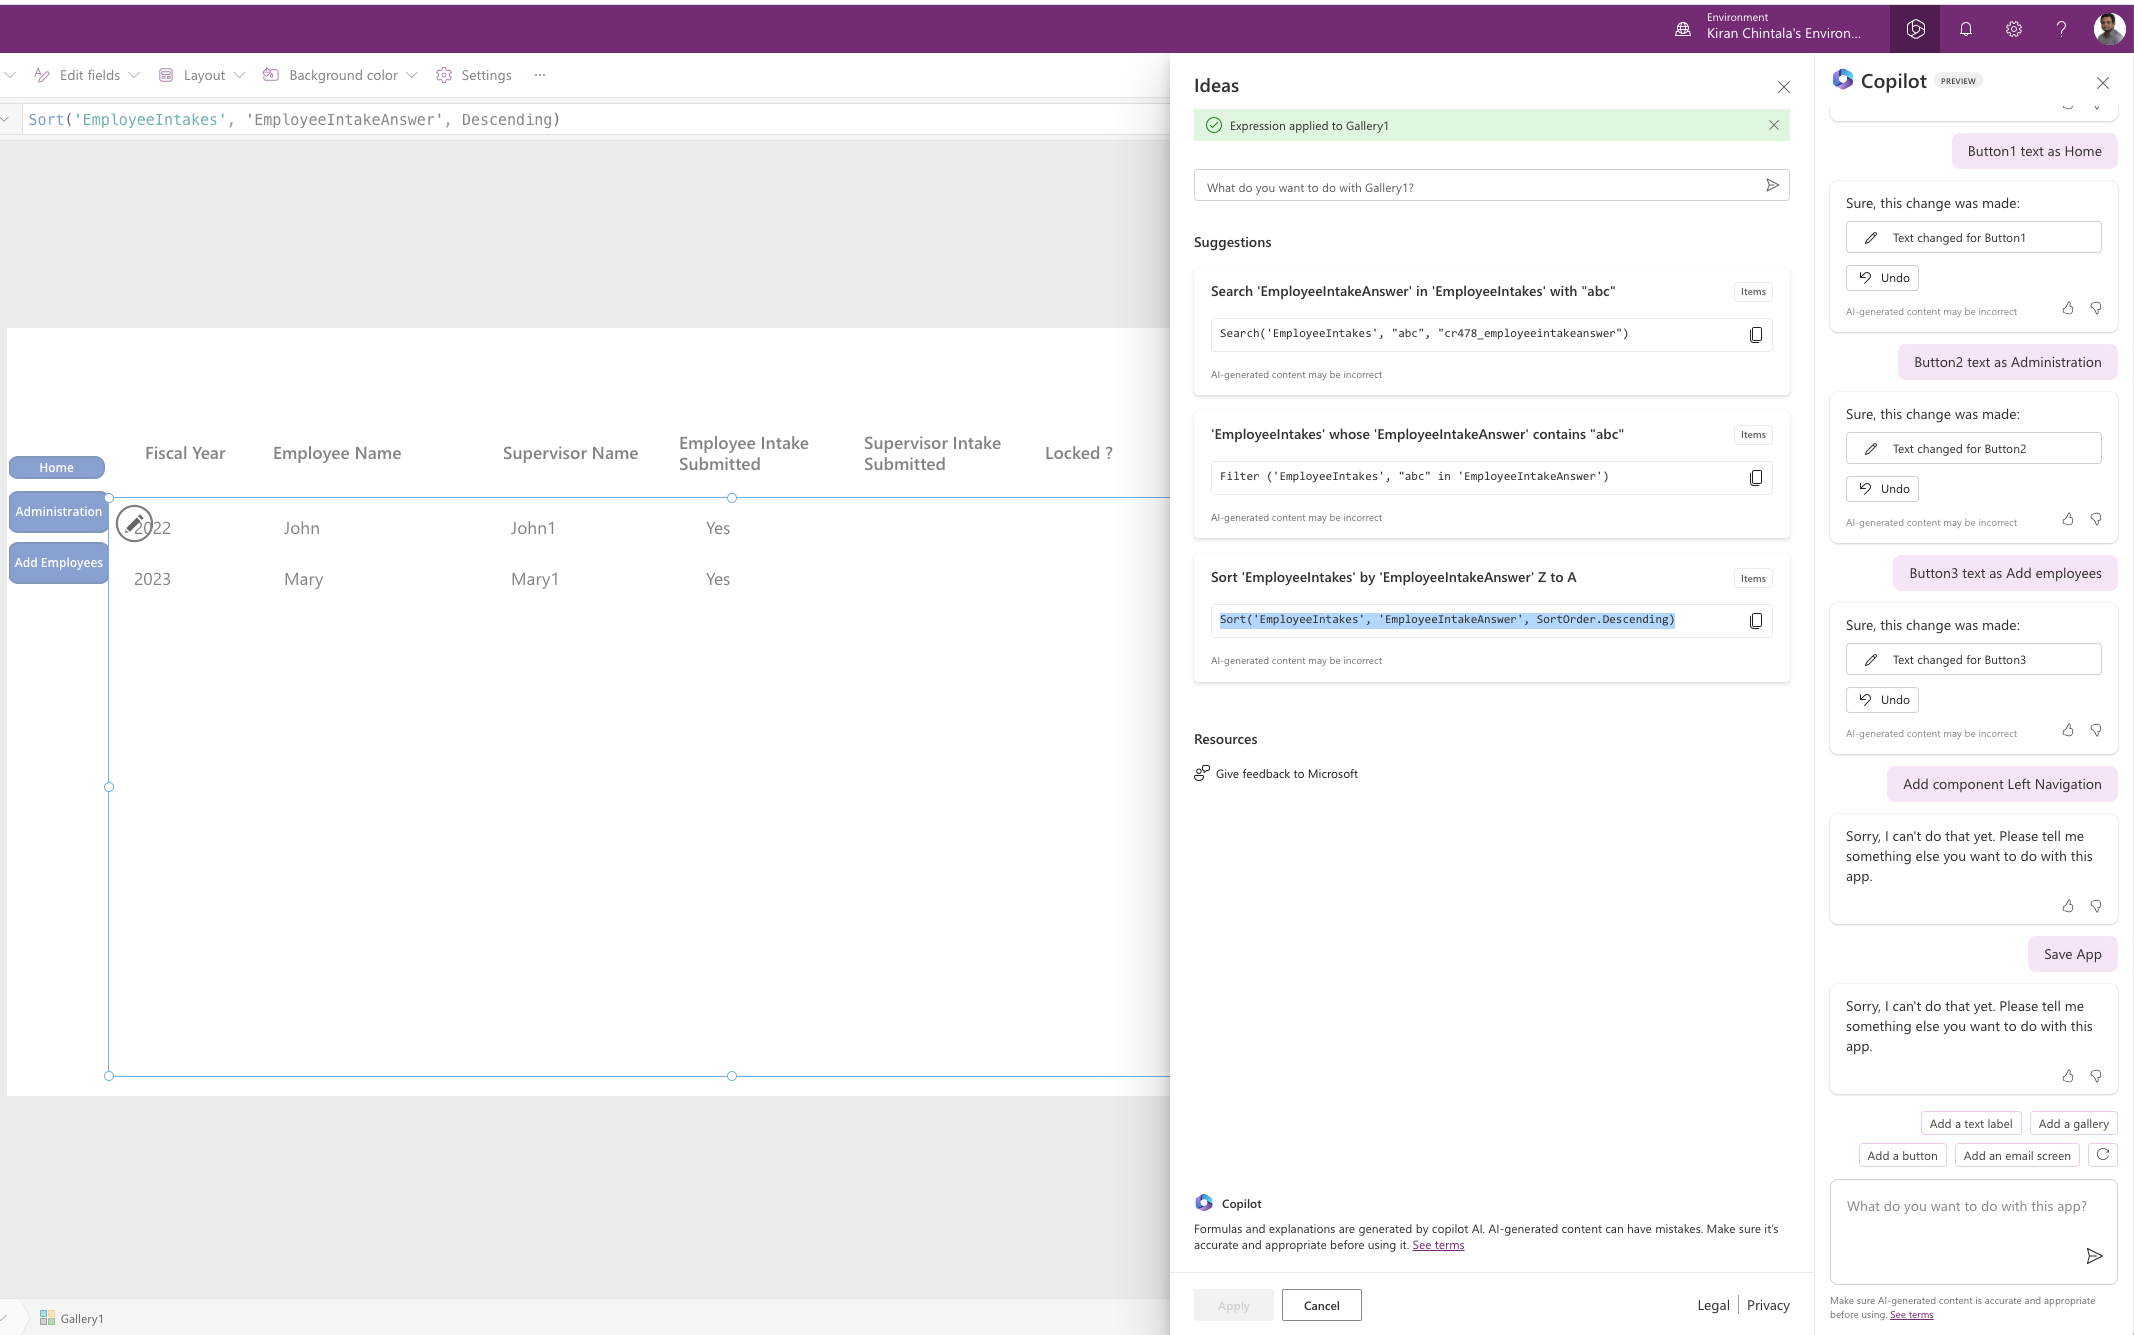 Environment
Kiran Chintala's Environ...
Edit fields
Layout
Background color
Settings
...
Sort('EmployeeIntakes', 'EmployeeIntakeAnswer', Descending)
Fiscal Year
Employee Name
Supervisor Name
Employee Intake
Submitted
Supervisor Intake
Submitted
Locked ?
Home
Administration
Add Employees
2022
John
John1
Yes
2023
Mary
Mary1
Yes
Gallery1
Ideas
Expression applied to Gallery1
What do you want to do with Gallery1?
Suggestions
Search 'EmployeeIntakeAnswer' in 'EmployeeIntakes' with "abc"
Items
Search('EmployeeIntakes', "abc", "cr478_employeeintakeanswer")
AI-generated content may be incorrect
'EmployeeIntakes' whose 'EmployeeIntakeAnswer' contains "abc"
Items
Filter ('EmployeeIntakes', "abc" in 'EmployeeIntakeAnswer')
AI-generated content may be incorrect
Sort 'EmployeeIntakes' by 'EmployeeIntakeAnswer' Z to A
Items
Sort('EmployeeIntakes', 'EmployeeIntakeAnswer', SortOrder.Descending)
AI-generated content may be incorrect
Resources
Give feedback to Microsoft
Copilot
Formulas and explanations are generated by copilot AI. AI-generated content can have mistakes. Make sure it's
accurate and appropriate before using it. See terms
Apply
Cancel
Legal
Privacy
Copilot
PREVIEW
Button1 text as Home
Sure, this change was made:
Text changed for Button1
Undo
AI-generated content may be incorrect
Button2 text as Administration
Sure, this change was made:
Text changed for Button2
Undo
AI-generated content may be incorrect
Button3 text as Add employees
Sure, this change was made:
Text changed for Button3
Undo
AI-generated content may be incorrect
Add component Left Navigation
Sorry, I can't do that yet. Please tell me
something else you want to do with this
app.
Save App
Sorry, I can't do that yet. Please tell me
something else you want to do with this
app.
Add a text label
Add a gallery
Add a button
Add an email screen
What do you want to do with this app?
Make sure AI-generated content is accurate and appropriate
before using. See terms